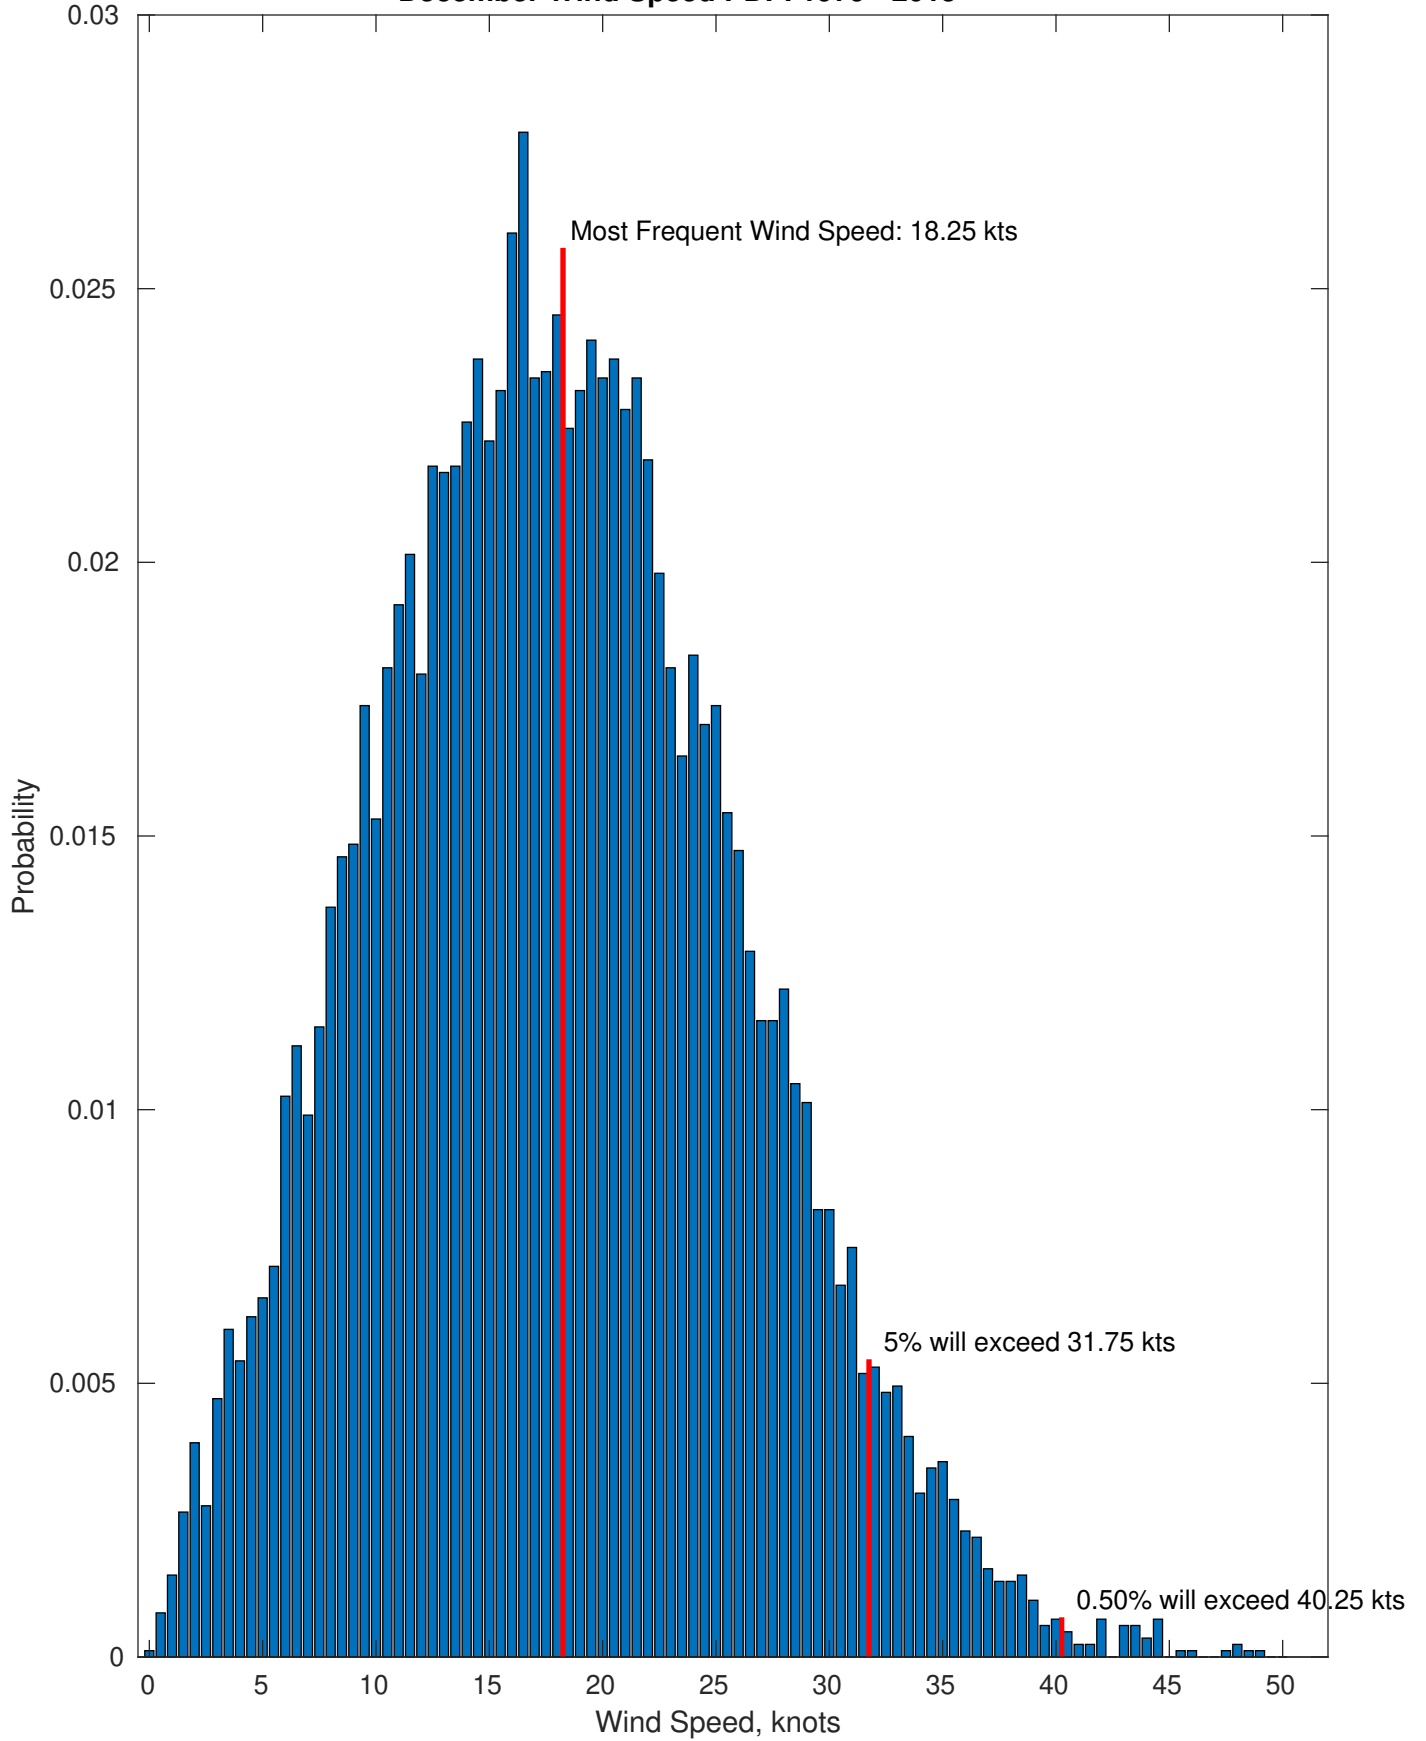 0.03
Most Frequent Wind Speed: 18.25 kts
0.025
0.02
Probability
0.015
0.01
5% will exceed 31.75 kts
0.005
0.50% will exceed 40.25 kts
0
0 5 10 15 20 25 30 35 40 45 50
Wind Speed, knots